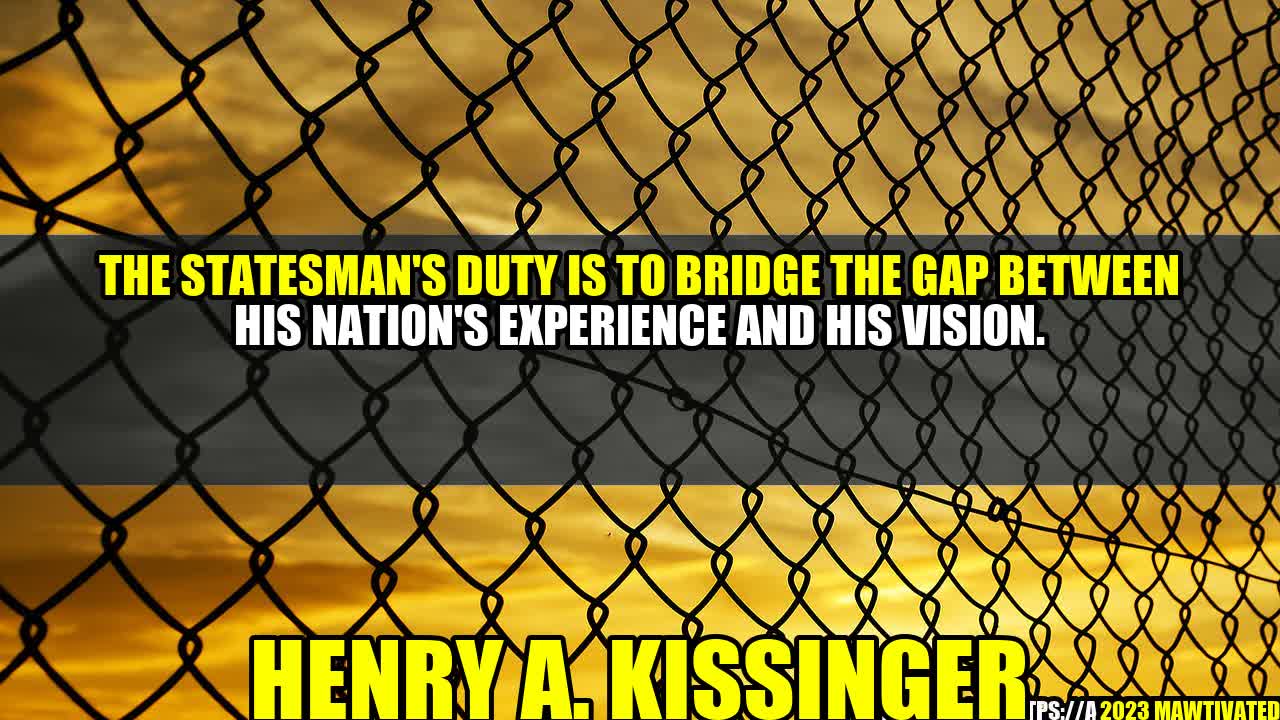 THE STATESMAN'S DUTY IS TO BRIDGE THE GAP BETWEEN
HIS NATION'S EXPERIENCE AND HIS VISION.
HENRY A. KISSINGER
PS://A 2023 MAWTIVATED